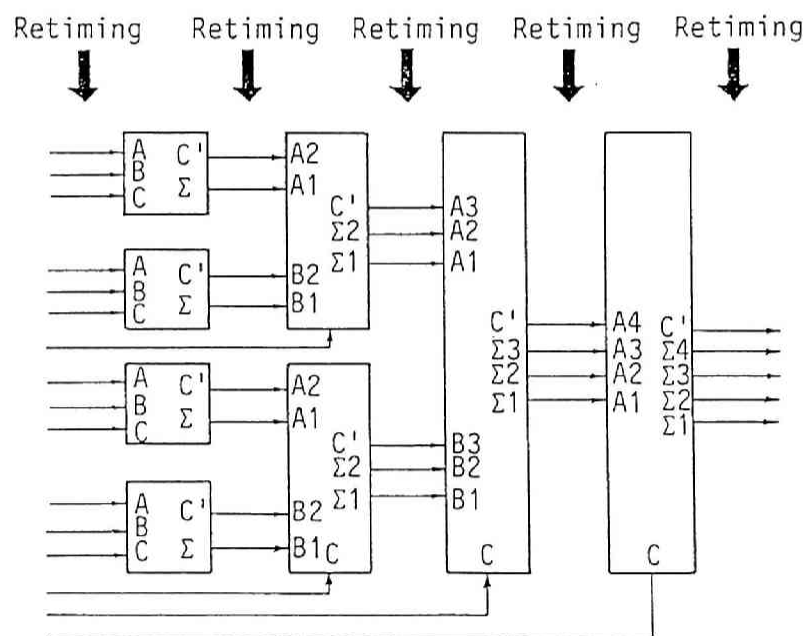 Retiming Retiming Retiming Retiming Retiming
A
B
C
C'
Σ
A
B
C
C'
Σ
A
B
C
C'
Σ
A
B
C
C'
Σ
A2
A1
B2
B1
C'
Σ2
Σ1
A2
A1
B2
B1
C
C'
Σ2
Σ1
A3
A2
A1
B3
B2
B1
C
C'
Σ3
Σ2
Σ1
A4
A3
A2
A1
C
C'
Σ4
Σ3
Σ2
Σ1